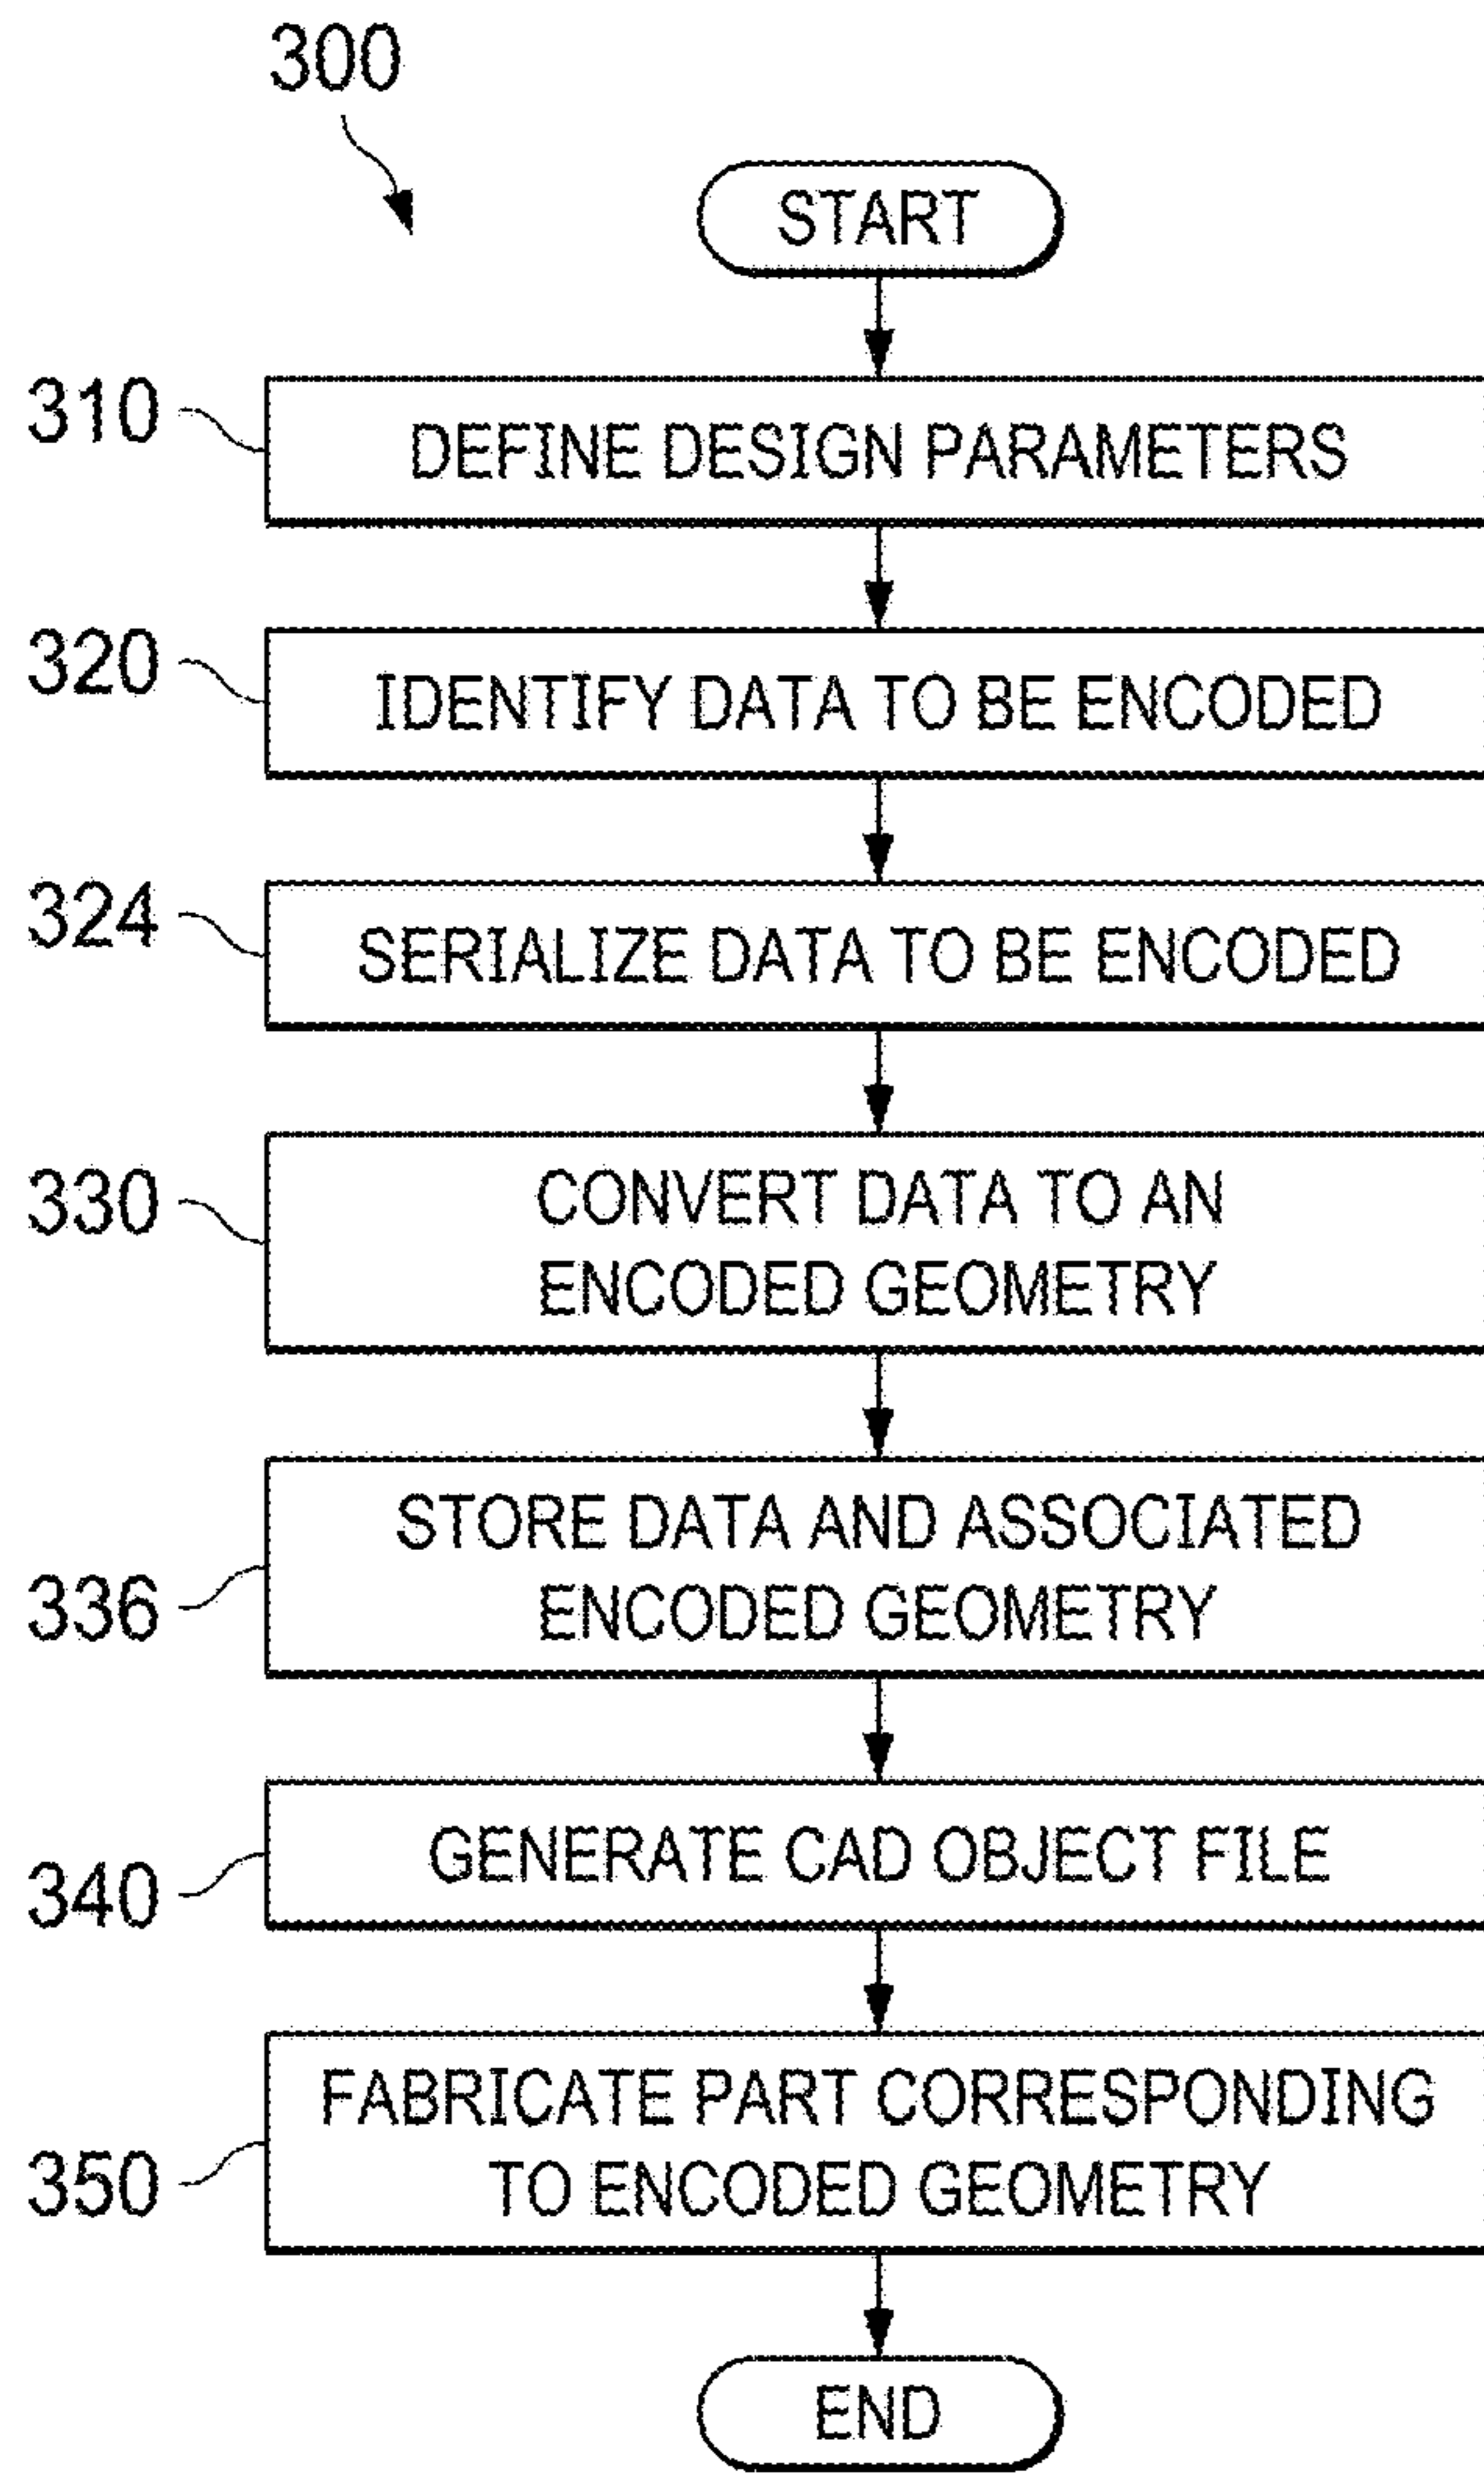 300
START
310
DEFINE DESIGN PARAMETERS
320
IDENTIFY DATA TO BE ENCODED
324
SERIALIZE DATA TO BE ENCODED
330
CONVERT DATA TO AN
ENCODED GEOMETRY
336
STORE DATA AND ASSOCIATED
ENCODED GEOMETRY
340
GENERATE CAD OBJECT FILE
350
FABRICATE PART CORRESPONDING
TO ENCODED GEOMETRY
END